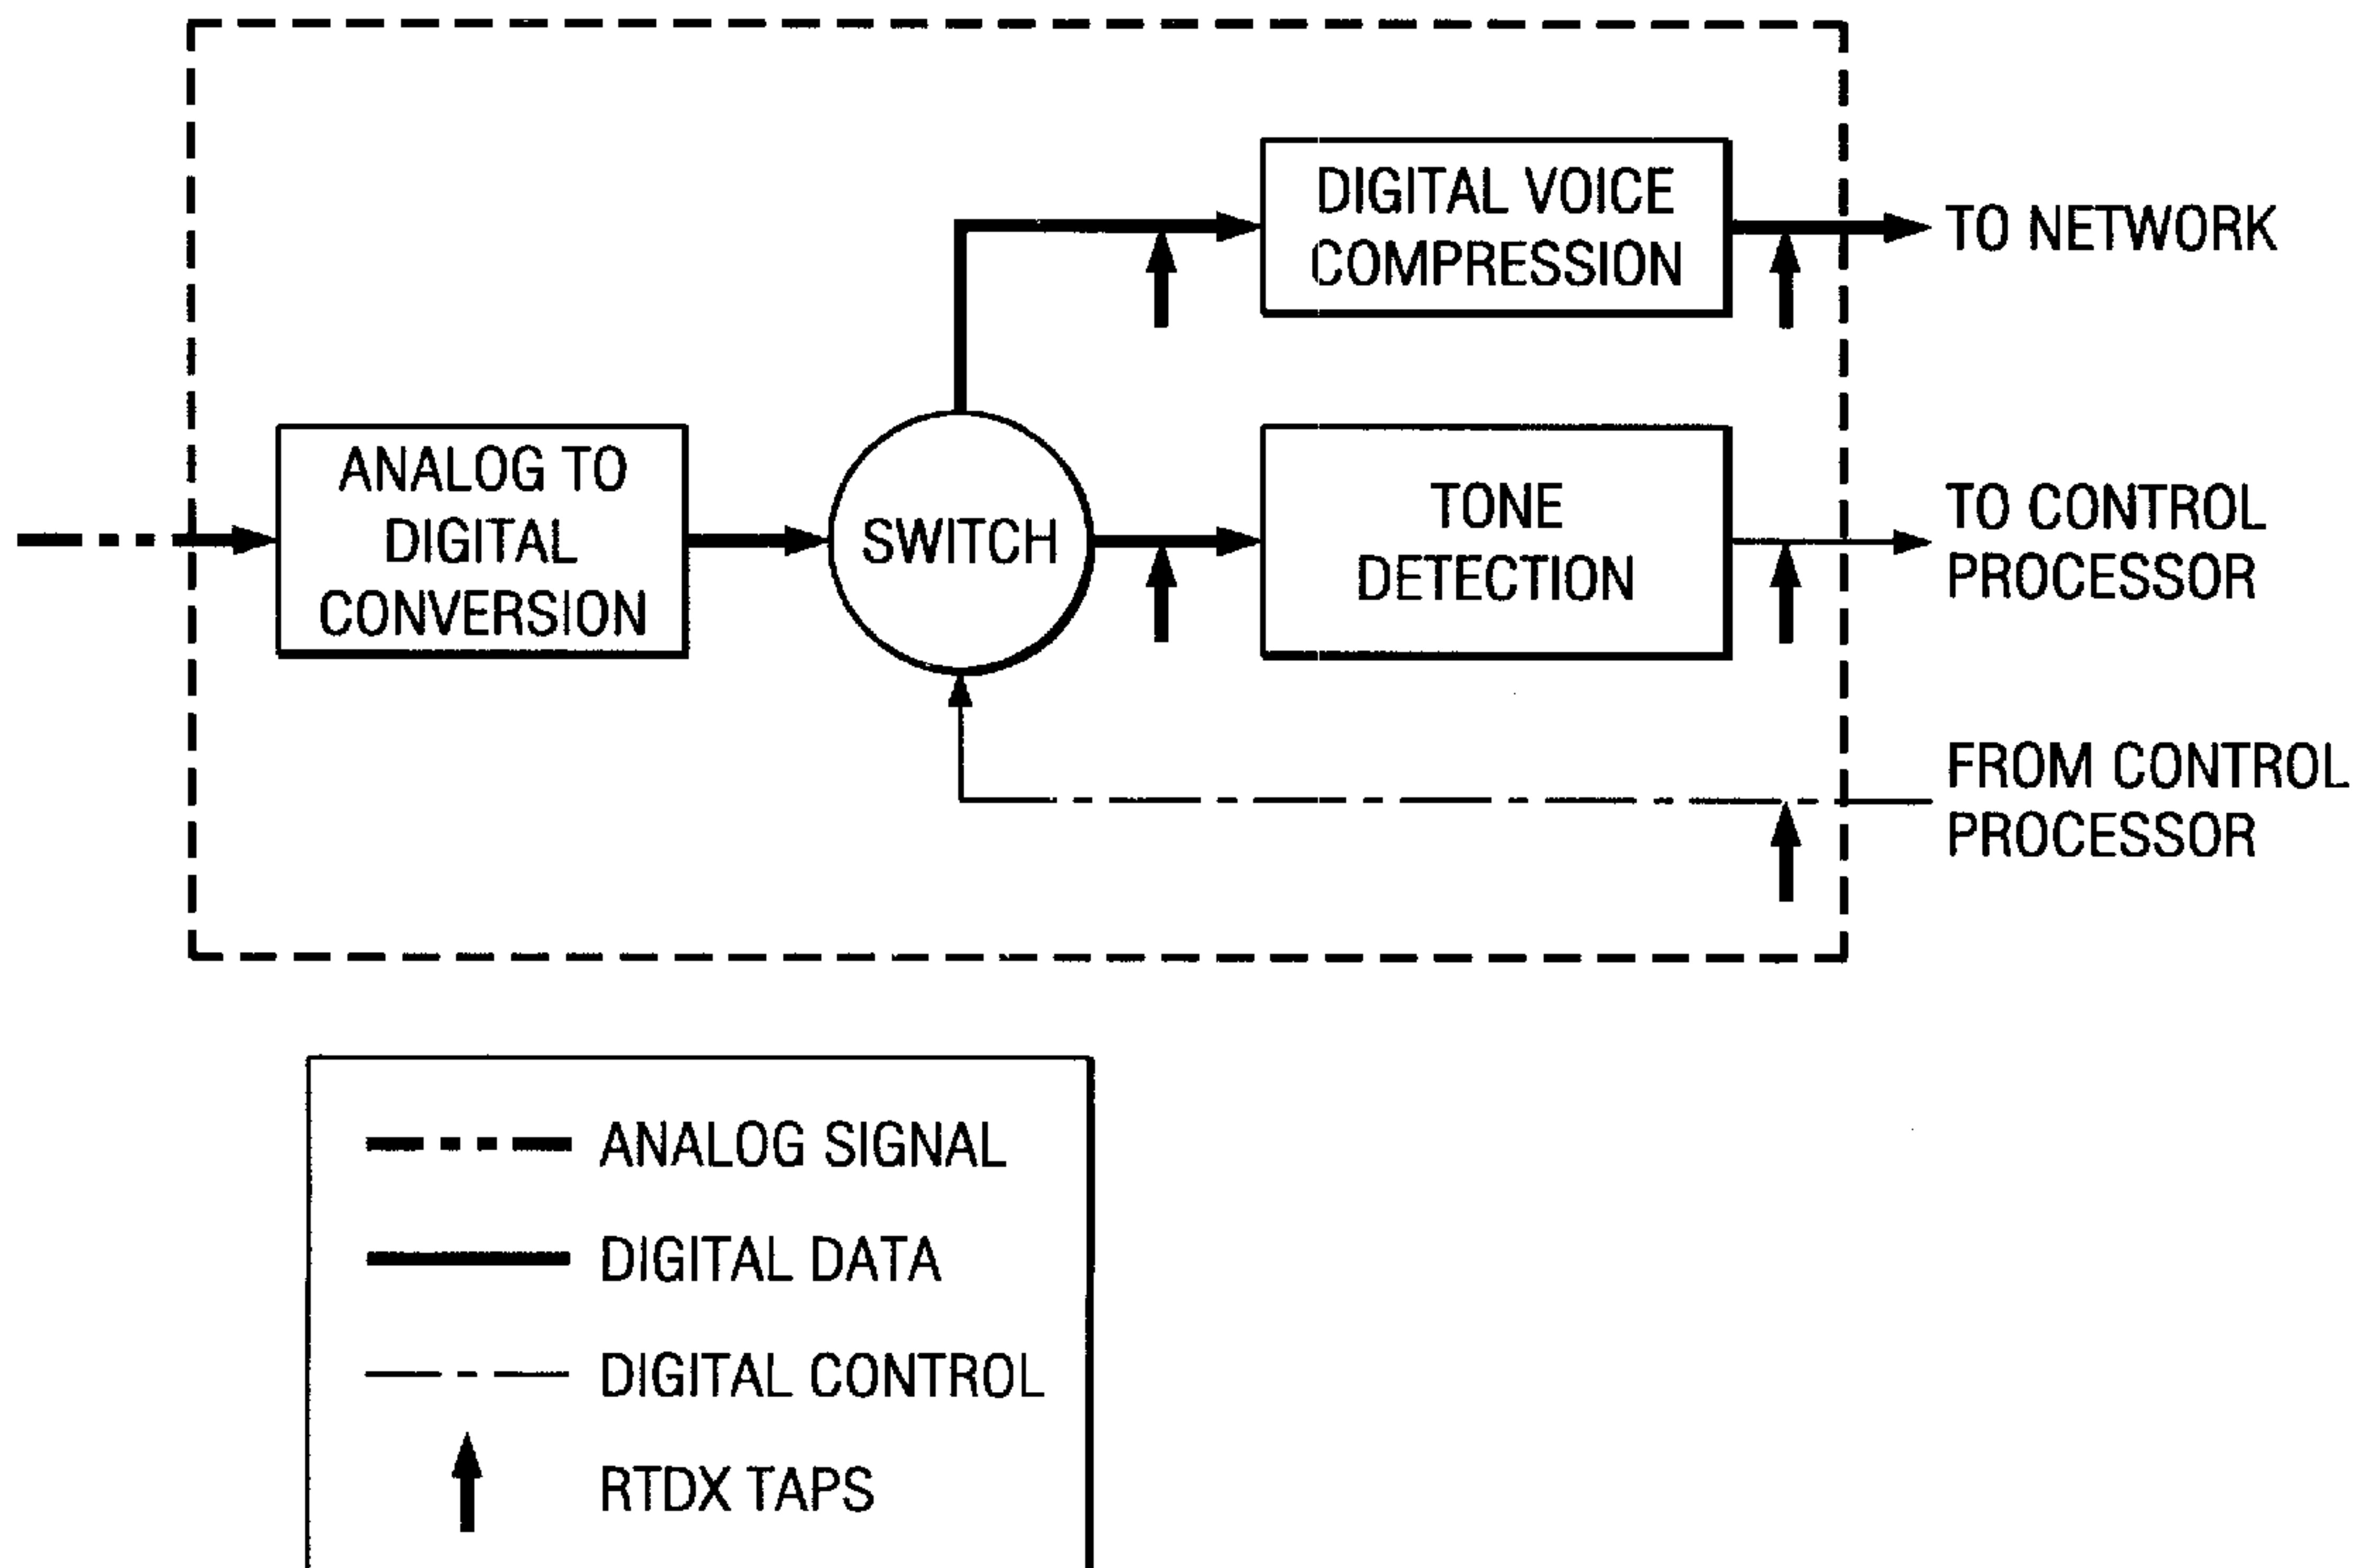 DIGITAL VOICE
COMPRESSION
TO NETWORK
ANALOG TO
DIGITAL
CONVERSION
SWITCH
TONE
DETECTION
TO CONTROL
PROCESSOR
FROM CONTROL
PROCESSOR
ANALOG SIGNAL
DIGITAL DATA
DIGITAL CONTROL
RTDX TAPS